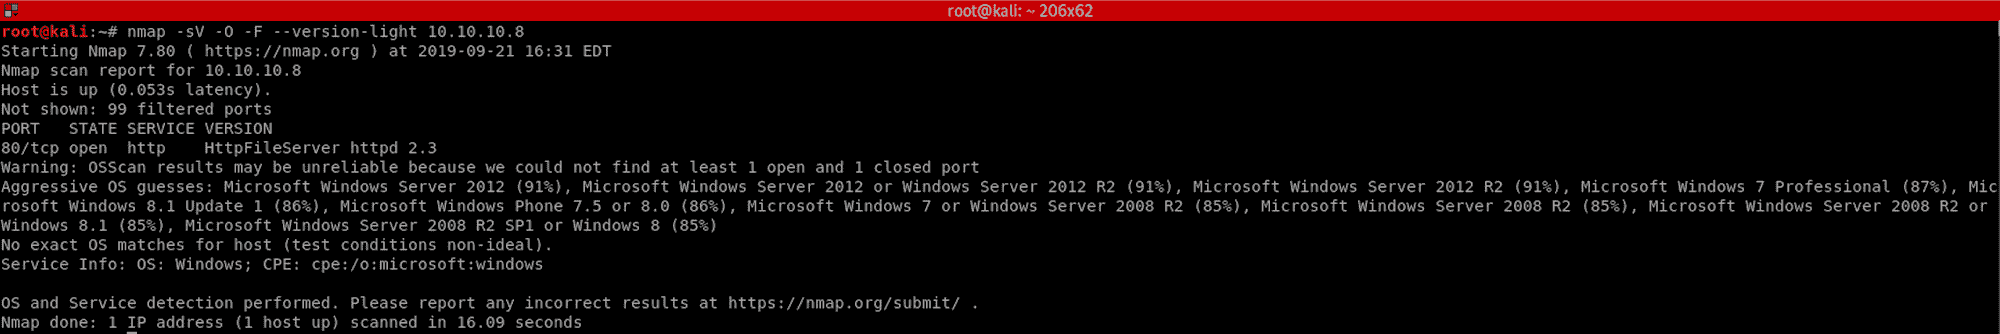 root@kali: ~ 206x62
root@kali:~# nmap -sV -O -F --version-light 10.10.10.8
Starting Nmap 7.80 ( https://nmap.org ) at 2019-09-21 16:31 EDT
Nmap scan report for 10.10.10.8
Host is up (0.053s latency).
Not shown: 99 filtered ports
PORT   STATE SERVICE VERSION
80/tcp open  http    HttpFileServer httpd 2.3
Warning: OSScan results may be unreliable because we could not find at least 1 open and 1 closed port
Aggressive OS guesses: Microsoft Windows Server 2012 (91%), Microsoft Windows Server 2012 or Windows Server 2012 R2 (91%), Microsoft Windows Server 2012 R2 (91%), Microsoft Windows 7 Professional (87%), Mic
rosoft Windows 8.1 Update 1 (86%), Microsoft Windows Phone 7.5 or 8.0 (86%), Microsoft Windows 7 or Windows Server 2008 R2 (85%), Microsoft Windows Server 2008 R2 (85%), Microsoft Windows Server 2008 R2 or
Windows 8.1 (85%), Microsoft Windows Server 2008 R2 SP1 or Windows 8 (85%)
No exact OS matches for host (test conditions non-ideal).
Service Info: OS: Windows; CPE: cpe:/o:microsoft:windows
OS and Service detection performed. Please report any incorrect results at https://nmap.org/submit/ .
Nmap done: 1 IP address (1 host up) scanned in 16.09 seconds